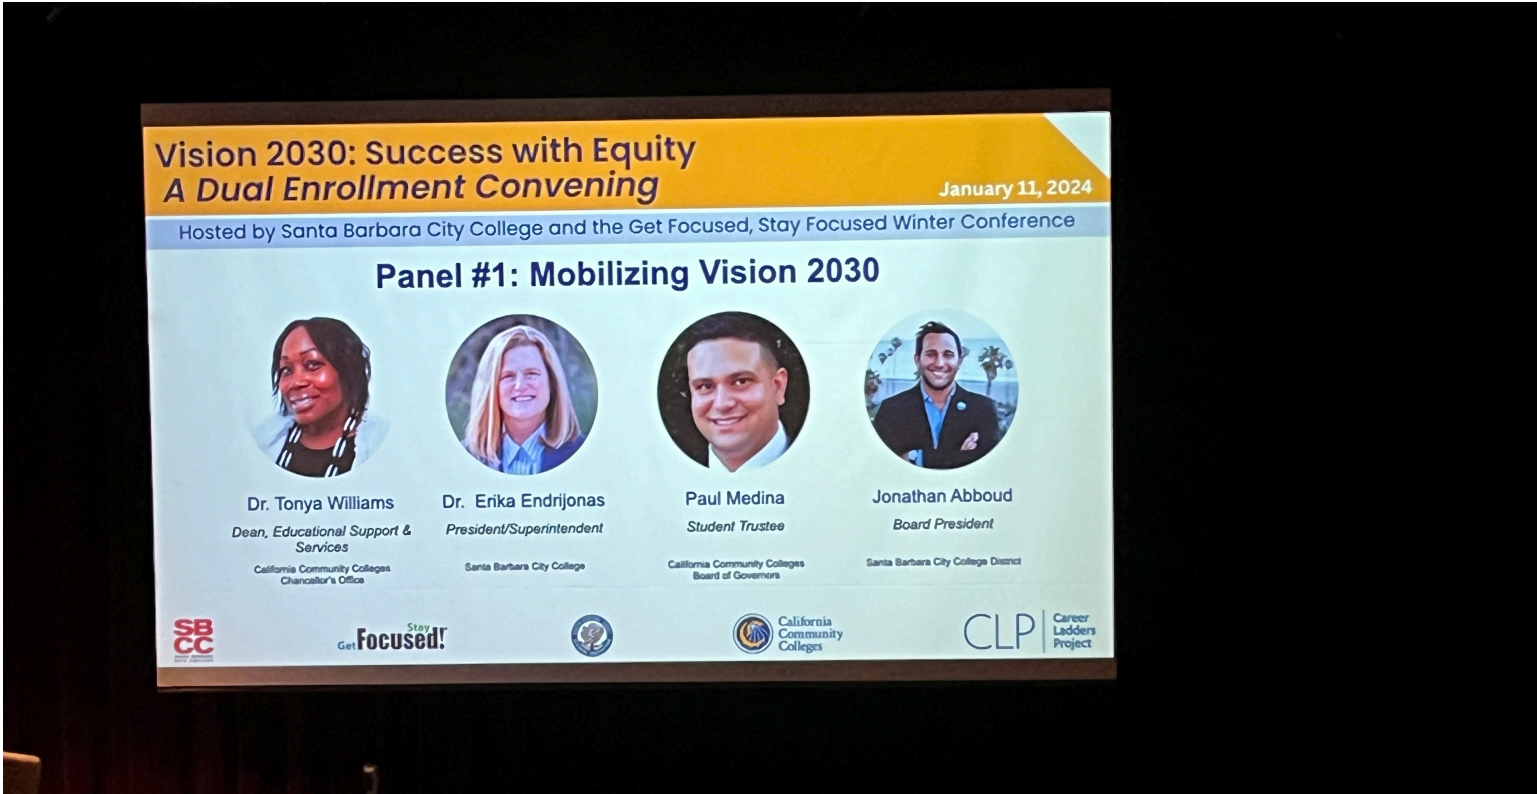 Vision 2030: Success with Equity
A Dual Enrollment Convening
January 11, 2024
Hosted by Santa Barbara City College and the Get Focused, Stay Focused Winter Conference
Panel #1: Mobilizing Vision 2030
Dr. Tonya Williams
Dean, Educational Support &
Services
California Community Colleges
Chancellor's Office
Dr. Erika Endrijonas
President/Superintendent
Santa Barbara City College
Paul Medina
Student Trustee
California Community Colleges
Board of Governors
Jonathan Abboud
Board President
Santa Barbara City College District
SB
CC
Stay
Get Focused!
California
Community
Colleges
CLP
Career
Ladders
Project